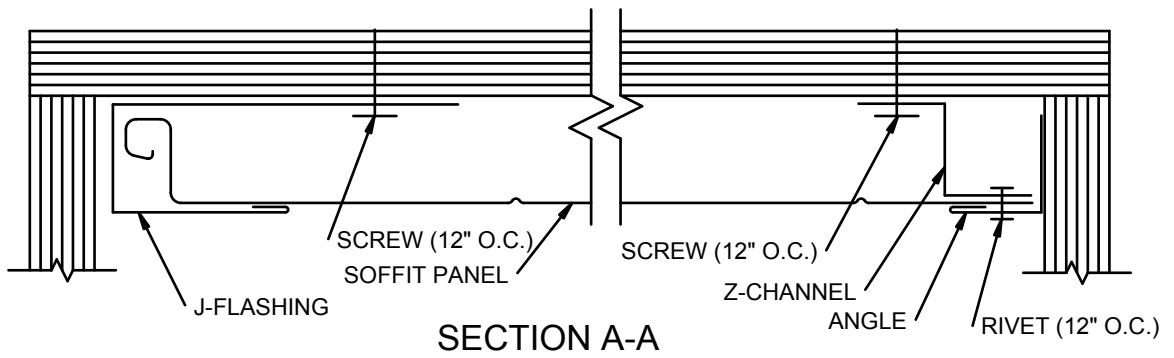 SCREW (12" O.C.)
SOFFIT PANEL
SCREW (12" O.C.)
Z-CHANNEL
J-FLASHING
ANGLE
RIVET (12" O.C.)
SECTION A-A